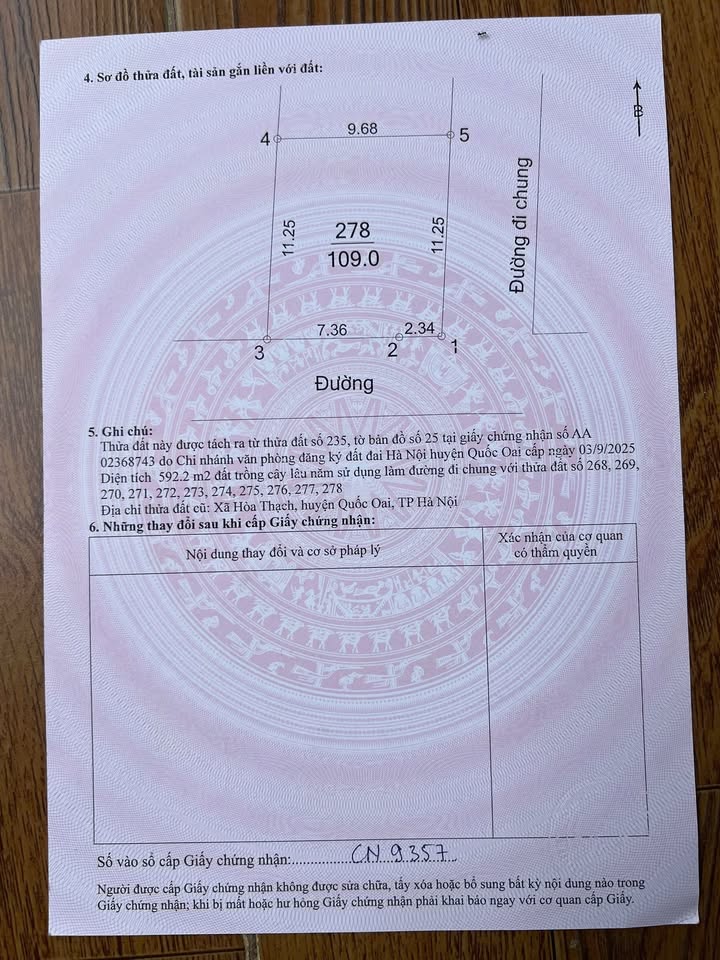 4. Sơ đồ thửa đất, tài sản gắn liền với đất:
B
4
9.68
5
11.25
278
109.0
11.25
Đường đi chung
7.36
2.34
3
2
1
Đường
5. Ghi chú:
Thửa đất này được tách ra từ thửa đất số 235, tờ bản đồ số 25 tại giấy chứng nhận số AA
02368743 do Chi nhánh văn phòng đăng ký đất đai Hà Nội huyện Quốc Oai cấp ngày 03/9/2025
Diện tích 592.2 m2 đất trồng cây lêu năm sử dụng làm đường đi chung với thửa đất số 268, 269,
270, 271, 272, 273, 274, 275, 276, 277, 278
Địa chỉ thửa đất cũ: Xã Hòa Thạch, huyện Quốc Oai, TP Hà Nội
6. Những thay đổi sau khi cấp Giấy chứng nhận:
Nội dung thay đổi và cơ sở pháp lý
Xác nhận của cơ quan
có thẩm quyền
Số vào sổ cấp Giấy chứng nhận:..............CN 9357..
Người được cấp Giấy chứng nhận không được sửa chữa, tẩy xóa hoặc bổ sung bất kỳ nội dung nào trong
Giấy chứng nhận; khi bị mất hoặc hư hỏng Giấy chứng nhận phải khai báo ngay với cơ quan cấp Giấy.